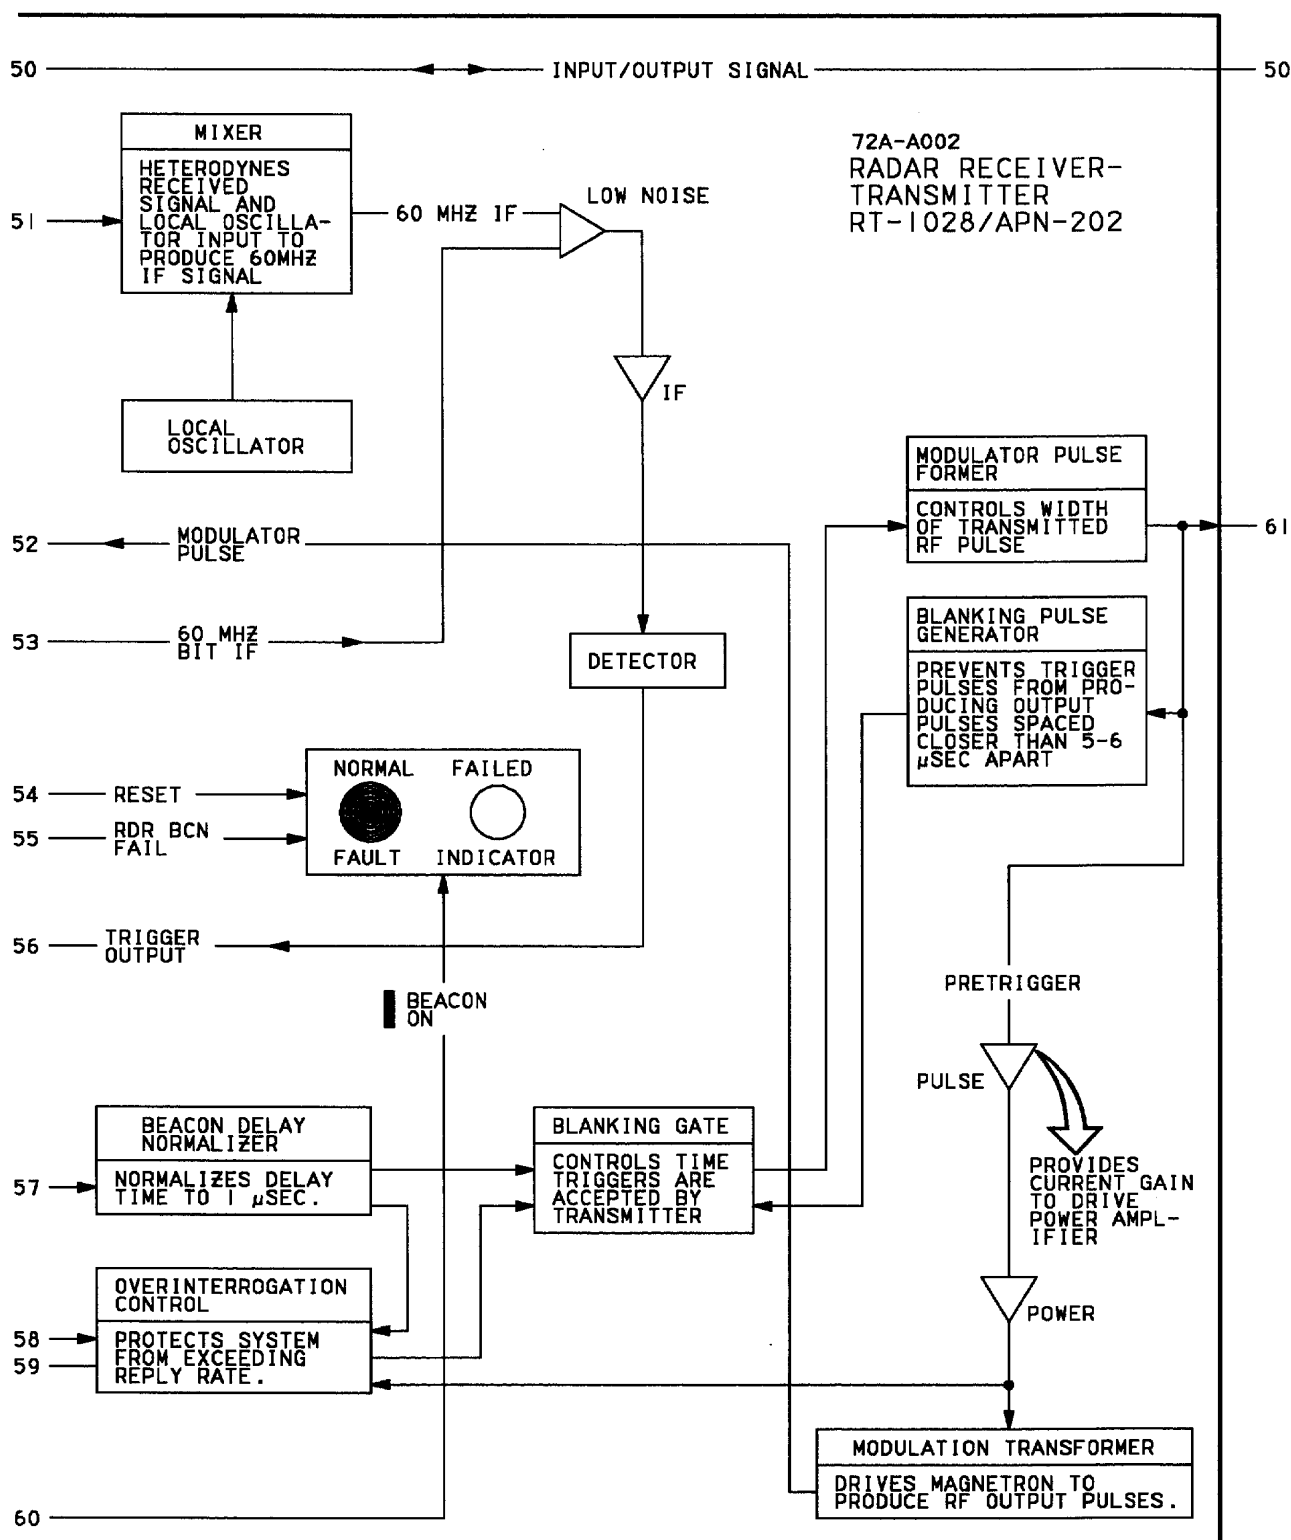 50
INPUT/OUTPUT SIGNAL
50
72A-A002
RADAR RECEIVER-
TRANSMITTER
RT-1028/APN-202
MIXER
HETERODYNES
RECEIVED
SIGNAL AND
LOCAL OSCILLA-
TOR INPUT TO
PRODUCE 60MHZ
IF SIGNAL
51
60 MHZ IF
LOW NOISE
IF
LOCAL
OSCILLATOR
MODULATOR PULSE
FORMER
CONTROLS WIDTH
OF TRANSMITTED
RF PULSE
61
52
MODULATOR
PULSE
53
60 MHZ
BIT IF
DETECTOR
BLANKING PULSE
GENERATOR
PREVENTS TRIGGER
PULSES FROM PRO-
DUCING OUTPUT
PULSES SPACED
CLOSER THAN 5-6
µSEC APART
54
RESET
55
RDR BCN
FAIL
NORMAL FAILED
FAULT INDICATOR
56
TRIGGER
OUTPUT
BEACON
ON
PRETRIGGER
PULSE
PROVIDES
CURRENT GAIN
TO DRIVE
POWER AMPL-
IFIER
BEACON DELAY
NORMALIZER
NORMALIZES DELAY
TIME TO 1 µSEC.
57
BLANKING GATE
CONTROLS TIME
TRIGGERS ARE
ACCEPTED BY
TRANSMITTER
OVERINTERROGATION
CONTROL
PROTECTS SYSTEM
FROM EXCEEDING
REPLY RATE.
58
59
POWER
MODULATION TRANSFORMER
DRIVES MAGNETRON TO
PRODUCE RF OUTPUT PULSES.
60